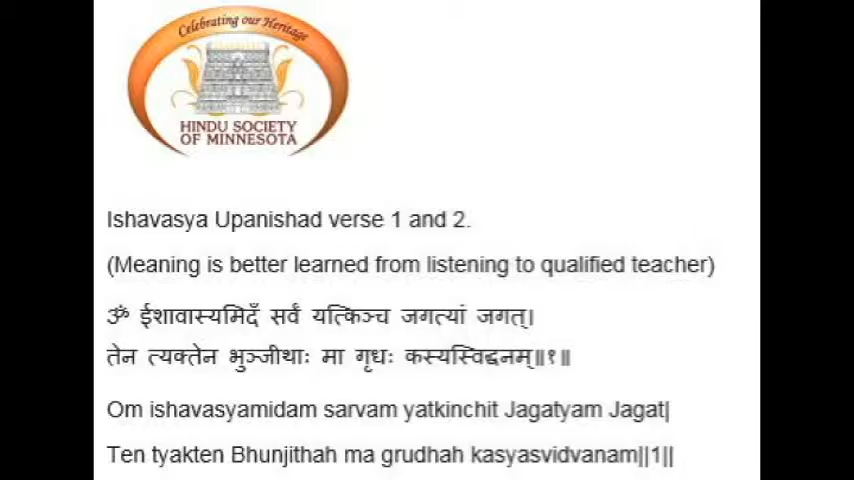 Celebrating our Heritage
HINDU SOCIETY
OF MINNESOTA
Ishavasya Upanishad verse 1 and 2.
(Meaning is better learned from listening to qualified teacher)
ॐ ईशावास्यमिदँ सर्वं यत्किञ्च जगत्यां जगत्।
तेन त्यक्तेन भुञ्जीथाः मा गृधः कस्यस्विद्धनम्॥१॥
Om ishavasyamidam sarvam yatkinchit Jagatyam Jagat|
Ten tyakten Bhunjithah ma grudhah kasyasvidvanam||1||